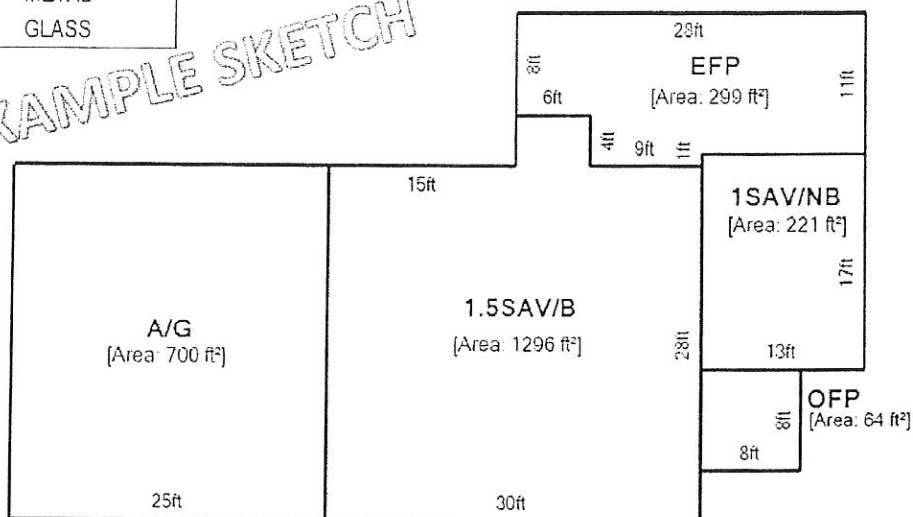 GLASS
EXAMPLE SKETCH
28ft
8ft
EFP
[Area: 299 ft²]
11ft
6ft
4ft
9ft
1ft
15ft
1SAV/NB
[Area: 221 ft²]
17ft
1.5SAV/B
[Area: 1296 ft²]
A/G
[Area: 700 ft²]
28ft
13ft
OFP
[Area: 64 ft²]
8ft
8ft
25ft
30ft